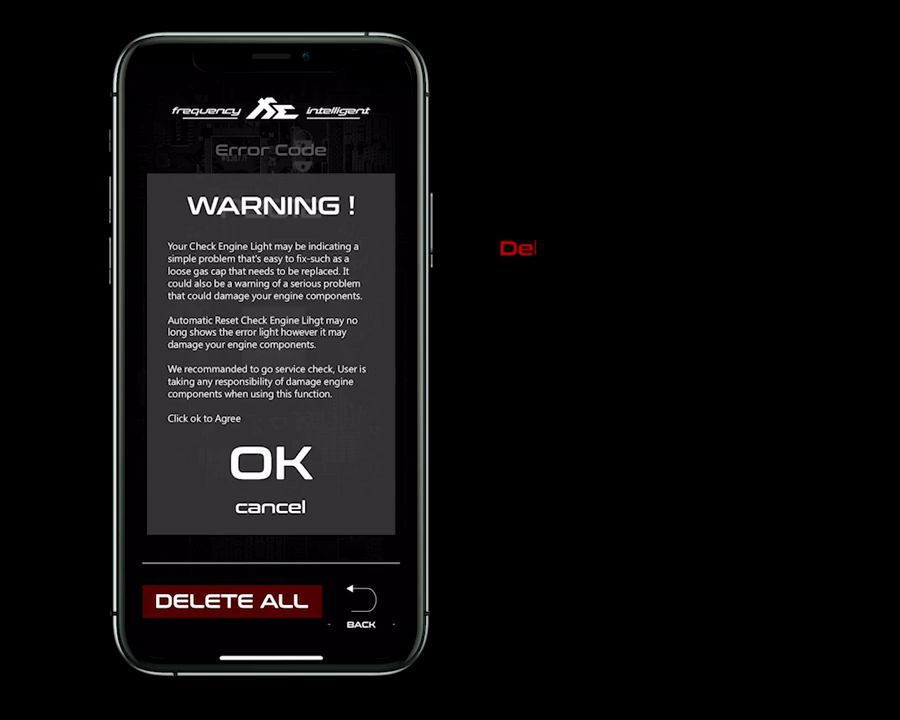 frequency intelligent
Error Code
WARNING !
Your Check Engine Light may be indicating a
simple problem that's easy to fix-such as a
loose gas cap that needs to be replaced. It
could also be a warning of a serious problem
that could damage your engine components.
Automatic Reset Check Engine Lihgt may no
long shows the error light however it may
damage your engine components.
We recommanded to go service check, User is
taking any responsibility of damage engine
components when using this function.
Click ok to Agree
OK
cancel
DELETE ALL
BACK
Del